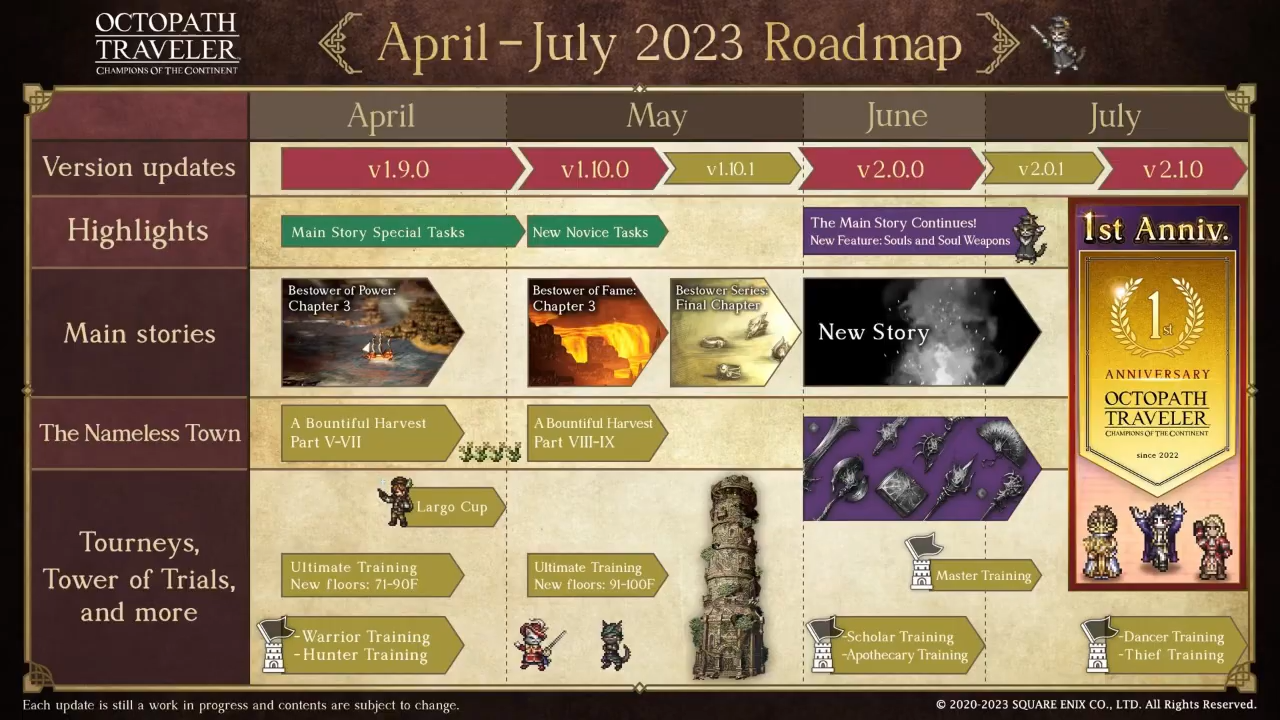 OCTOPATH
TRAVELER
CHAMPIONS OF THE CONTINENT
April – July 2023 Roadmap
April
May
June
July
Version updates
v1.9.0
v1.10.0
v1.10.1
v2.0.0
v2.0.1
v2.1.0
Highlights
Main Story Special Tasks
New Novice Tasks
The Main Story Continues!
New Feature: Souls and Soul Weapons
1st Anniv.
Main stories
Bestower of Power:
Chapter 3
Bestower of Fame:
Chapter 3
Bestower Series:
Final Chapter
New Story
1st
ANNIVERSARY
OCTOPATH
TRAVELER
CHAMPIONS OF THE CONTINENT
since 2022
The Nameless Town
A Bountiful Harvest
Part V-VII
A Bountiful Harvest
Part VIII-IX
Tourneys,
Tower of Trials,
and more
Largo Cup
Ultimate Training
New floors: 71-90F
Ultimate Training
New floors: 91-100F
Master Training
-Warrior Training
-Hunter Training
-Scholar Training
-Apothecary Training
-Dancer Training
-Thief Training
Each update is still a work in progress and contents are subject to change.
© 2020-2023 SQUARE ENIX CO., LTD. All Rights Reserved.